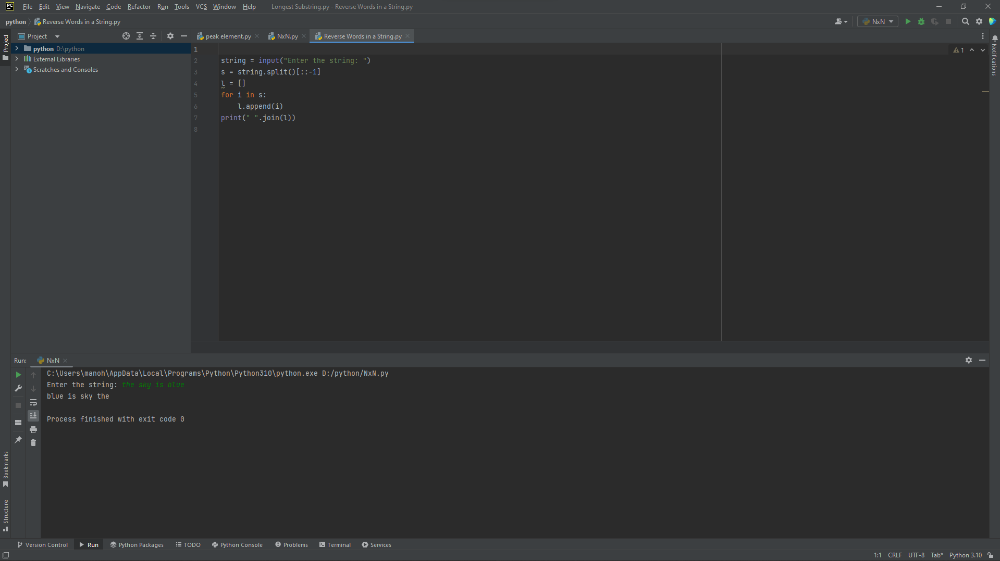 PC File Edit View Navigate Code Refactor Run Tools VCS Window Help Longest Substring.py - Reverse Words in a String.py
python Reverse Words in a String.py NxN
Project
Project peak element.py NxN.py Reverse Words in a String.py
python D:\python
External Libraries
Scratches and Consoles
Notifications
1
1
2 string = input("Enter the string: ")
3 s = string.split()[::-1]
4 l = []
5 for i in s:
6 l.append(i)
7 print(" ".join(l))
8
Run: NxN
C:\Users\manoh\AppData\Local\Programs\Python\Python310\python.exe D:/python/NxN.py
Enter the string: the sky is blue
blue is sky the
Process finished with exit code 0
Bookmarks
Structure
Version Control Run Python Packages TODO Python Console Problems Terminal Services
1:1 CRLF UTF-8 Tab* Python 3.10